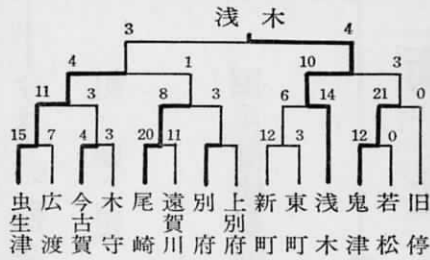 浅木
3 4
4 1 10 3
11 3 8 3 6 14 21 0
15 7 4 3 20 11 12 3 12 0
虫生津 広渡 今古賀 木守 尾崎 遠賀川 別府 上別府 新町 東町 浅木 鬼津 若松 旧停